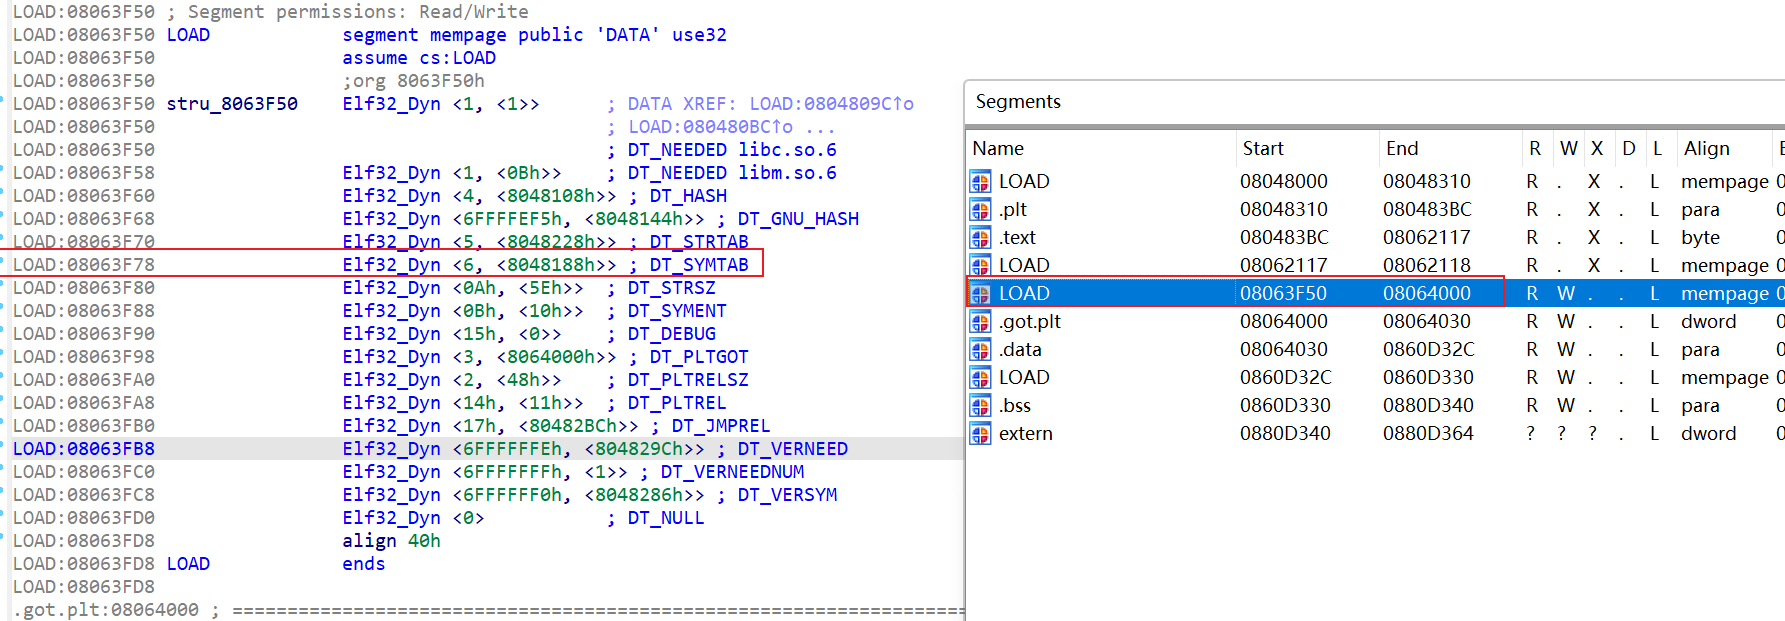 LOAD:08063F50 ; Segment permissions: Read/Write
LOAD:08063F50 LOAD segment mempage public 'DATA' use32
LOAD:08063F50 assume cs:LOAD
LOAD:08063F50 ;org 8063F50h
LOAD:08063F50 stru_8063F50 Elf32_Dyn <1, <1>> ; DATA XREF: LOAD:0804809C↑o
LOAD:08063F50 ; LOAD:080480BC↑o ...
LOAD:08063F50 ; DT_NEEDED libc.so.6
LOAD:08063F58 Elf32_Dyn <1, <0Bh>> ; DT_NEEDED libm.so.6
LOAD:08063F60 Elf32_Dyn <4, <8048108h>> ; DT_HASH
LOAD:08063F68 Elf32_Dyn <6FFFFEF5h, <8048144h>> ; DT_GNU_HASH
LOAD:08063F70 Elf32_Dyn <5, <8048228h>> ; DT_STRTAB
LOAD:08063F78 Elf32_Dyn <6, <8048188h>> ; DT_SYMTAB
LOAD:08063F80 Elf32_Dyn <0Ah, <5Eh>> ; DT_STRSZ
LOAD:08063F88 Elf32_Dyn <0Bh, <10h>> ; DT_SYMENT
LOAD:08063F90 Elf32_Dyn <15h, <0>> ; DT_DEBUG
LOAD:08063F98 Elf32_Dyn <3, <8064000h>> ; DT_PLTGOT
LOAD:08063FA0 Elf32_Dyn <2, <48h>> ; DT_PLTRELSZ
LOAD:08063FA8 Elf32_Dyn <14h, <11h>> ; DT_PLTREL
LOAD:08063FB0 Elf32_Dyn <17h, <80482BCh>> ; DT_JMPREL
LOAD:08063FB8 Elf32_Dyn <6FFFFFFEh, <804829Ch>> ; DT_VERNEED
LOAD:08063FC0 Elf32_Dyn <6FFFFFFFh, <1>> ; DT_VERNEEDNUM
LOAD:08063FC8 Elf32_Dyn <6FFFFFF0h, <8048286h>> ; DT_VERSYM
LOAD:08063FD0 Elf32_Dyn <0> ; DT_NULL
LOAD:08063FD8 align 40h
LOAD:08063FD8 LOAD ends
LOAD:08063FD8
.got.plt:08064000 ; ===================================================================
Segments
Name Start End R W X D L Align
LOAD 08048000 08048310 R . X . L mempage 0
.plt 08048310 080483BC R . X . L para 0
.text 080483BC 08062117 R . X . L byte 0
LOAD 08062117 08062118 R . X . L mempage 0
LOAD 08063F50 08064000 R W . . L mempage 0
.got.plt 08064000 08064030 R W . . L dword 0
.data 08064030 0860D32C R W . . L para 0
LOAD 0860D32C 0860D330 R W . . L mempage 0
.bss 0860D330 0880D340 R W . . L para 0
extern 0880D340 0880D364 ? ? ? . L dword 0